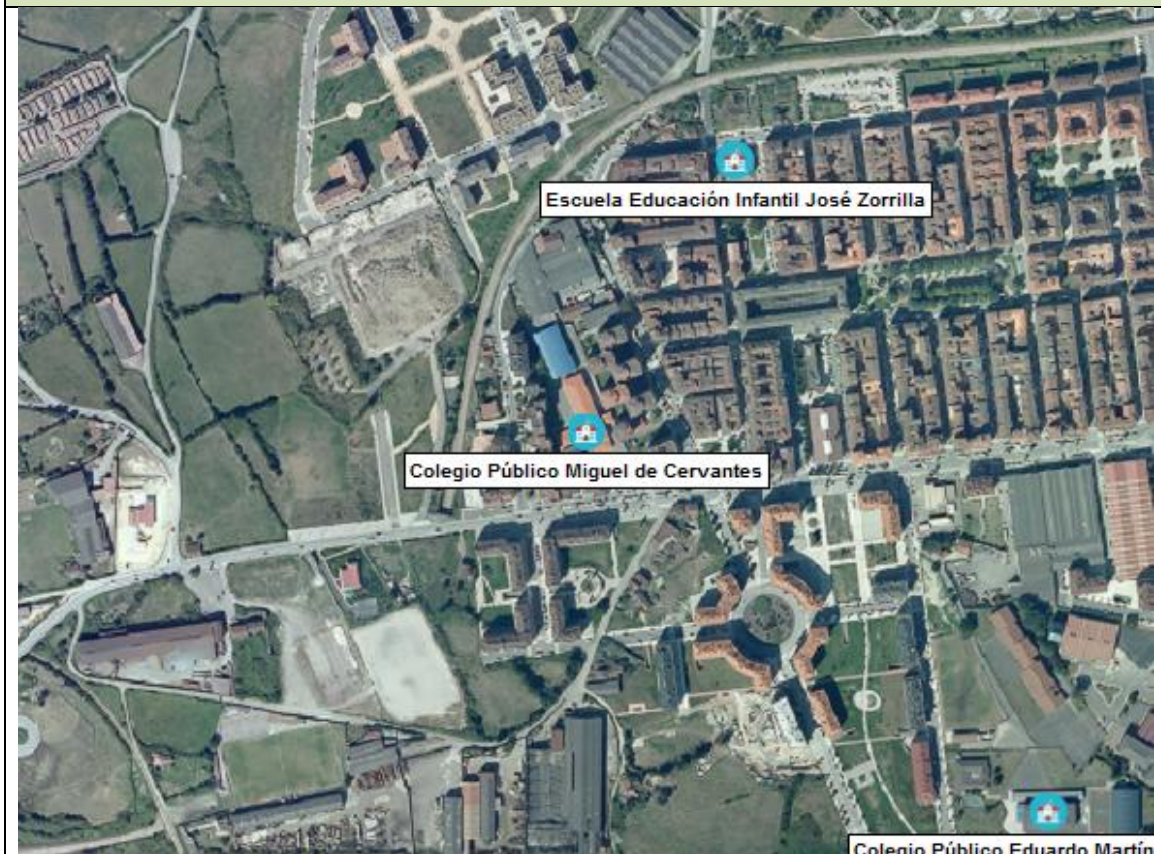 Escuela Educación Infantil José Zorrilla
Colegio Público Miguel de Cervantes
Colegio Público Eduardo Martín